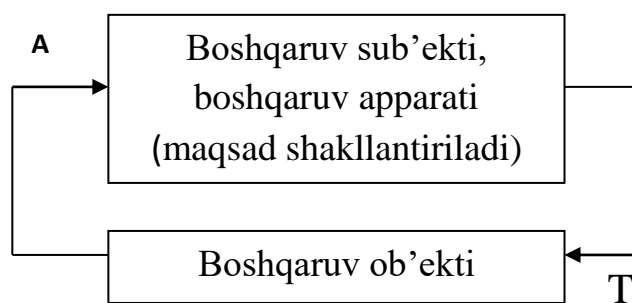 A
Boshqaruv sub’ekti,
boshqaruv apparati
(maqsad shakllantiriladi)
Boshqaruv ob’ekti
T